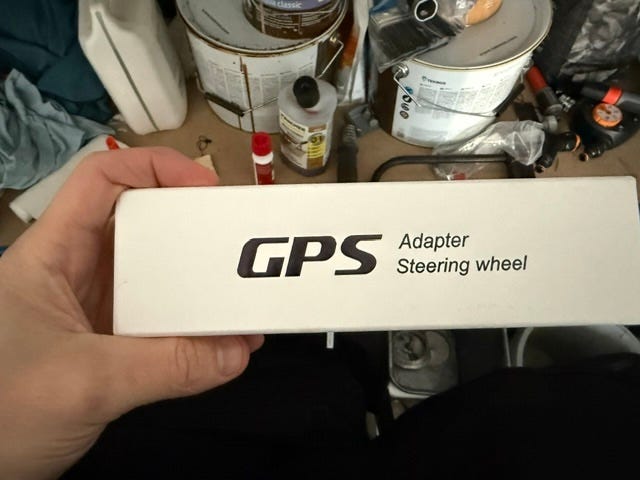 GPS
Adapter
Steering wheel